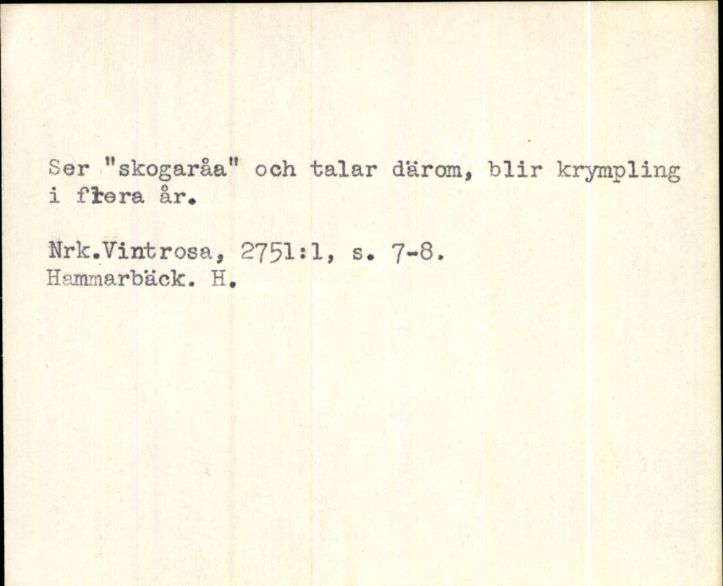 Ser "skogaråa" och talar därom, blir krympling
i flera år.
Nrk.Vintrosa, 2751:1, s. 7-8.
Hammarbäck. H.